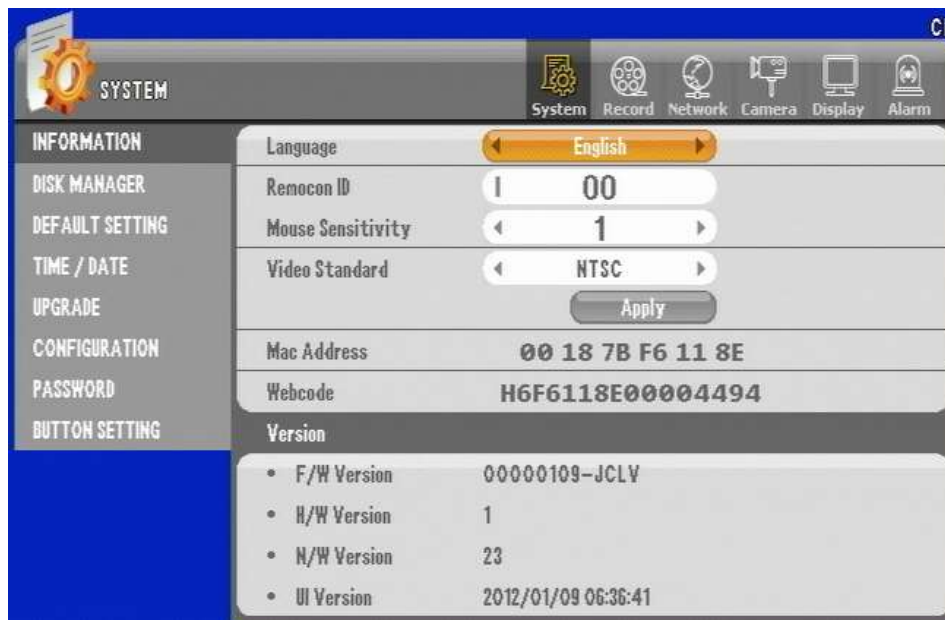 C
SYSTEM
System Record Network Camera Display Alarm
INFORMATION
DISK MANAGER
DEFAULT SETTING
TIME / DATE
UPGRADE
CONFIGURATION
PASSWORD
BUTTON SETTING
Language English
Remocon ID 00
Mouse Sensitivity 1
Video Standard NTSC
Apply
Mac Address 00 18 7B F6 11 8E
Webcode H6F6118E00004494
Version
• F/W Version 00000109-JCLV
• H/W Version 1
• N/W Version 23
• UI Version 2012/01/09 06:36:41